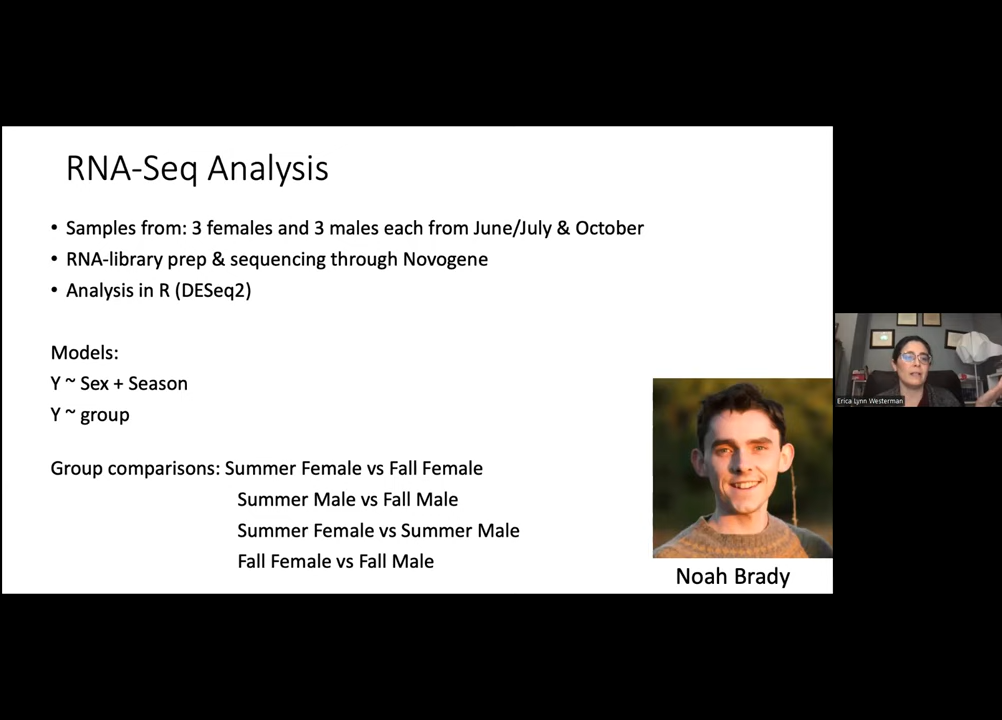 RNA-Seq Analysis
• Samples from: 3 females and 3 males each from June/July & October
• RNA-library prep & sequencing through Novogene
• Analysis in R (DESeq2)
Models:
Y ~ Sex + Season
Y ~ group
Group comparisons: Summer Female vs Fall Female
Summer Male vs Fall Male
Summer Female vs Summer Male
Fall Female vs Fall Male
Noah Brady
Erica Lynn Westerman